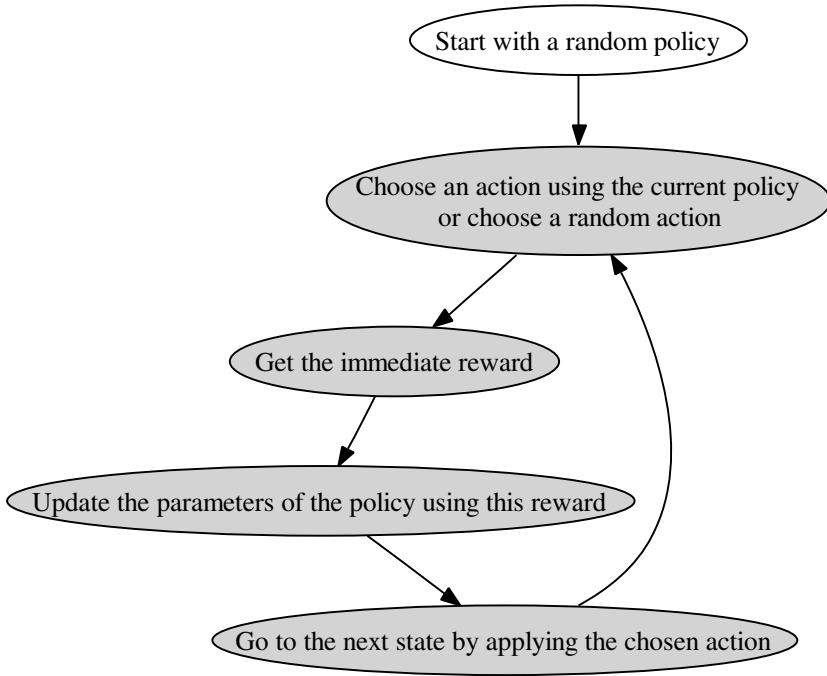 Start with a random policy
Choose an action using the current policy
or choose a random action
Get the immediate reward
Update the parameters of the policy using this reward
Go to the next state by applying the chosen action